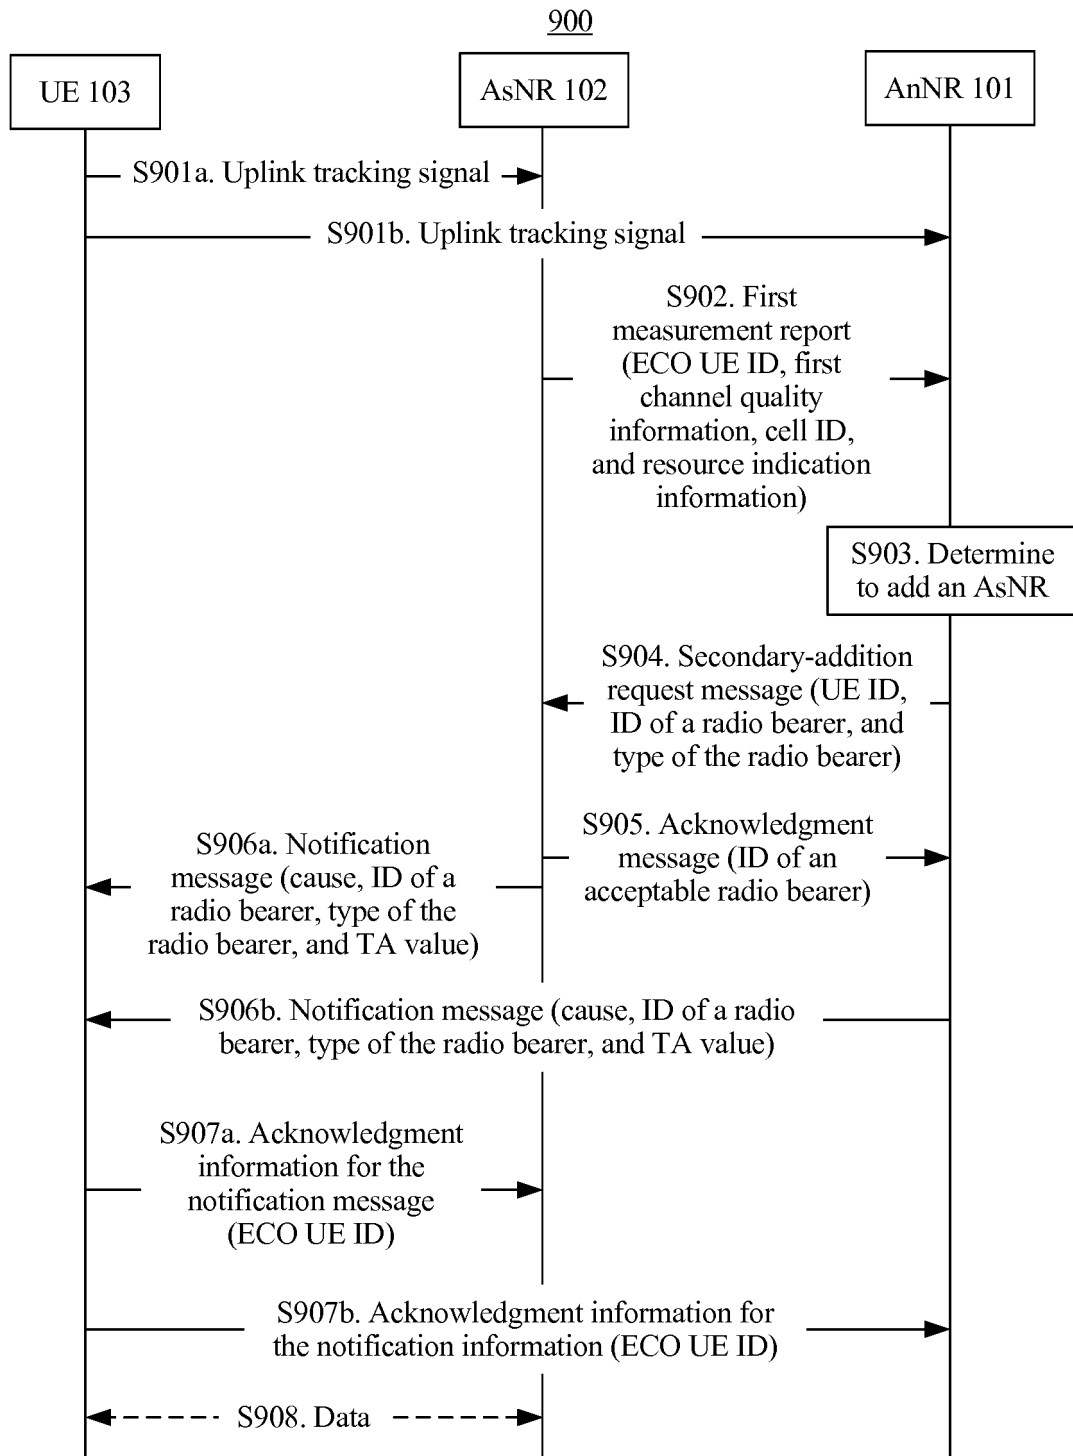 900
UE 103
AsNR 102
AnNR 101
S901a. Uplink tracking signal
S901b. Uplink tracking signal
S902. First
measurement report
(ECO UE ID, first
channel quality
information, cell ID,
and resource indication
information)
S903. Determine
to add an AsNR
S904. Secondary-addition
request message (UE ID,
ID of a radio bearer, and
type of the radio bearer)
S905. Acknowledgment
message (ID of an
acceptable radio bearer)
S906a. Notification
message (cause, ID of a
radio bearer, type of the
radio bearer, and TA value)
S906b. Notification message (cause, ID of a radio
bearer, type of the radio bearer, and TA value)
S907a. Acknowledgment
information for the
notification message
(ECO UE ID)
S907b. Acknowledgment information for
the notification information (ECO UE ID)
S908. Data